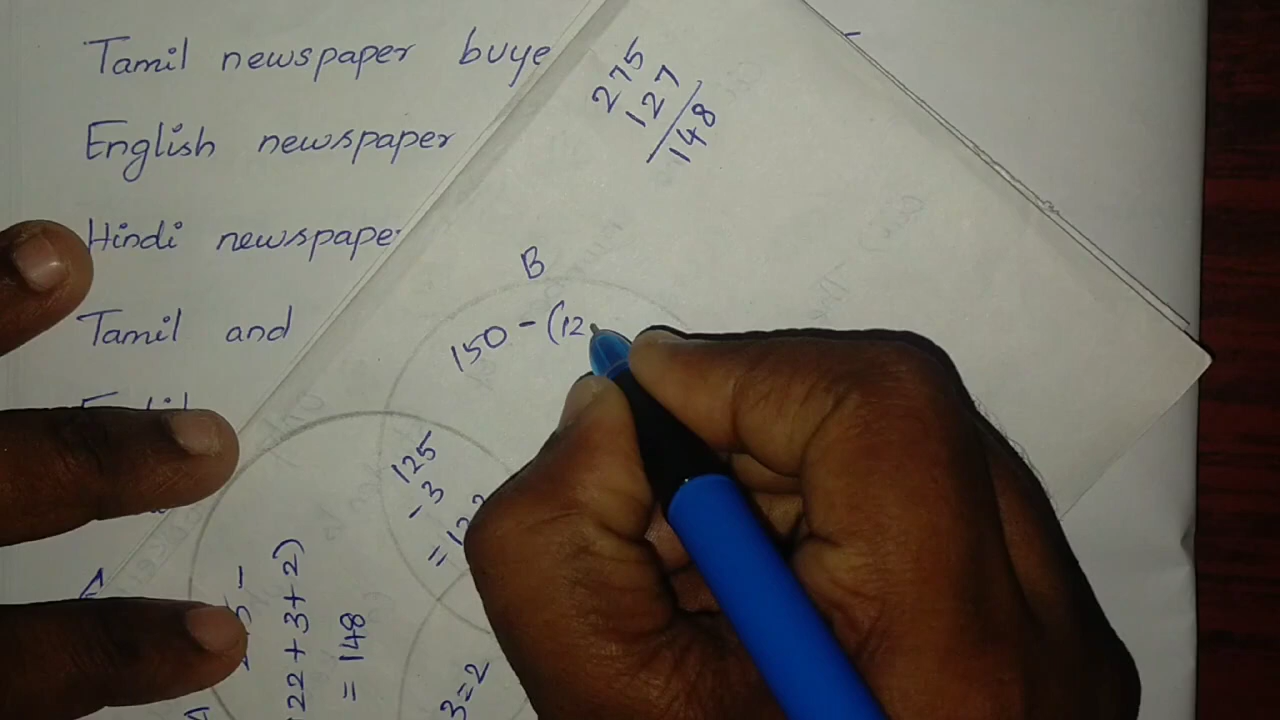 Tamil newspaper buye
English newspaper
Hindi newspape
Tamil and
275
127
148
B
150 - (12
125
- 3
=
22 + 3 + 2)
= 148
3 = 2
A